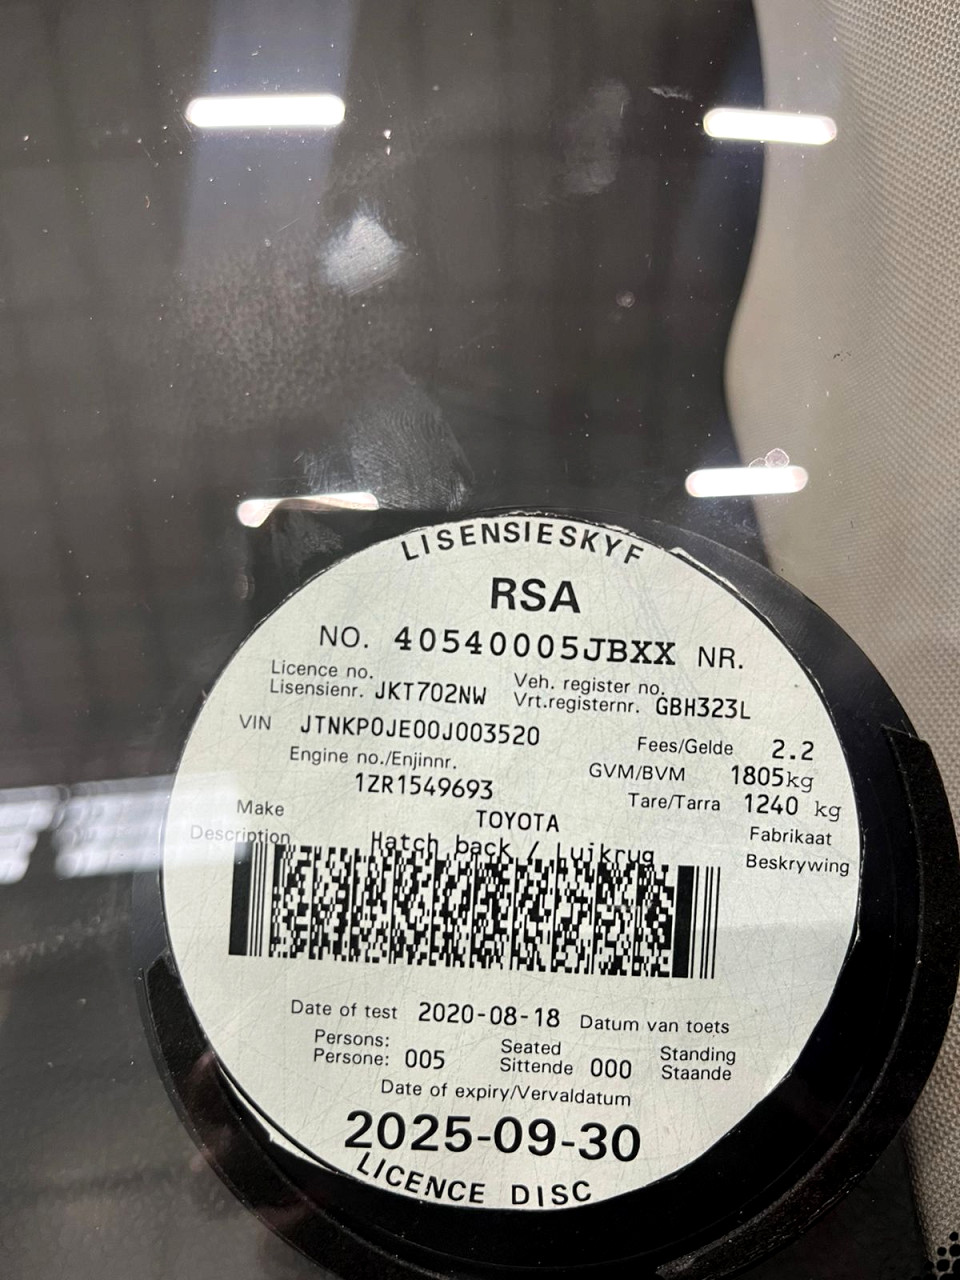 LISENSIESKYF
RSA
NO. 40540005JBXX NR.
Licence no.
Lisensienr. JKT702NW
Veh. register no.
Vrt.registernr. GBH323L
VIN JTNKP0JE00J003520
Fees/Gelde 2.2
Engine no./Enjinnr.
1ZR1549693
GVM/BVM 1805kg
Tare/Tarra 1240 kg
Make TOYOTA Fabrikaat
Description Hatch back / Luikrug Beskrywing
Date of test 2020-08-18 Datum van toets
Persons: Seated Standing
Persone: 005 Sittende 000 Staande
Date of expiry/Vervaldatum
2025-09-30
LICENCE DISC